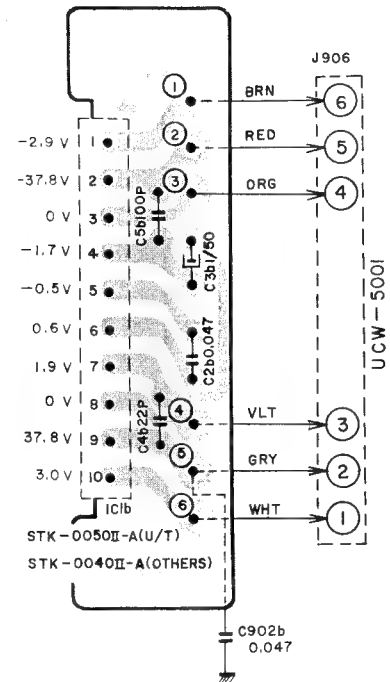 J906
1 BRN 6
-2.9 V 1 2 RED 5
-37.8V 2 3 ORG 4
0 V 3 C5b100P
-1.7 V 4 C3b1/50
-0.5 V 5
0.6 V 6 C2b0.047
1.9 V 7
0 V 8 C4b22P 4 VLT 3
37.8V 9 5 GRY 2
3.0 V 10 6 WHT 1
IC1b
UCW-5001
STK-0050II-A(U/T)
STK-0040II-A(OTHERS)
C902b
0.047